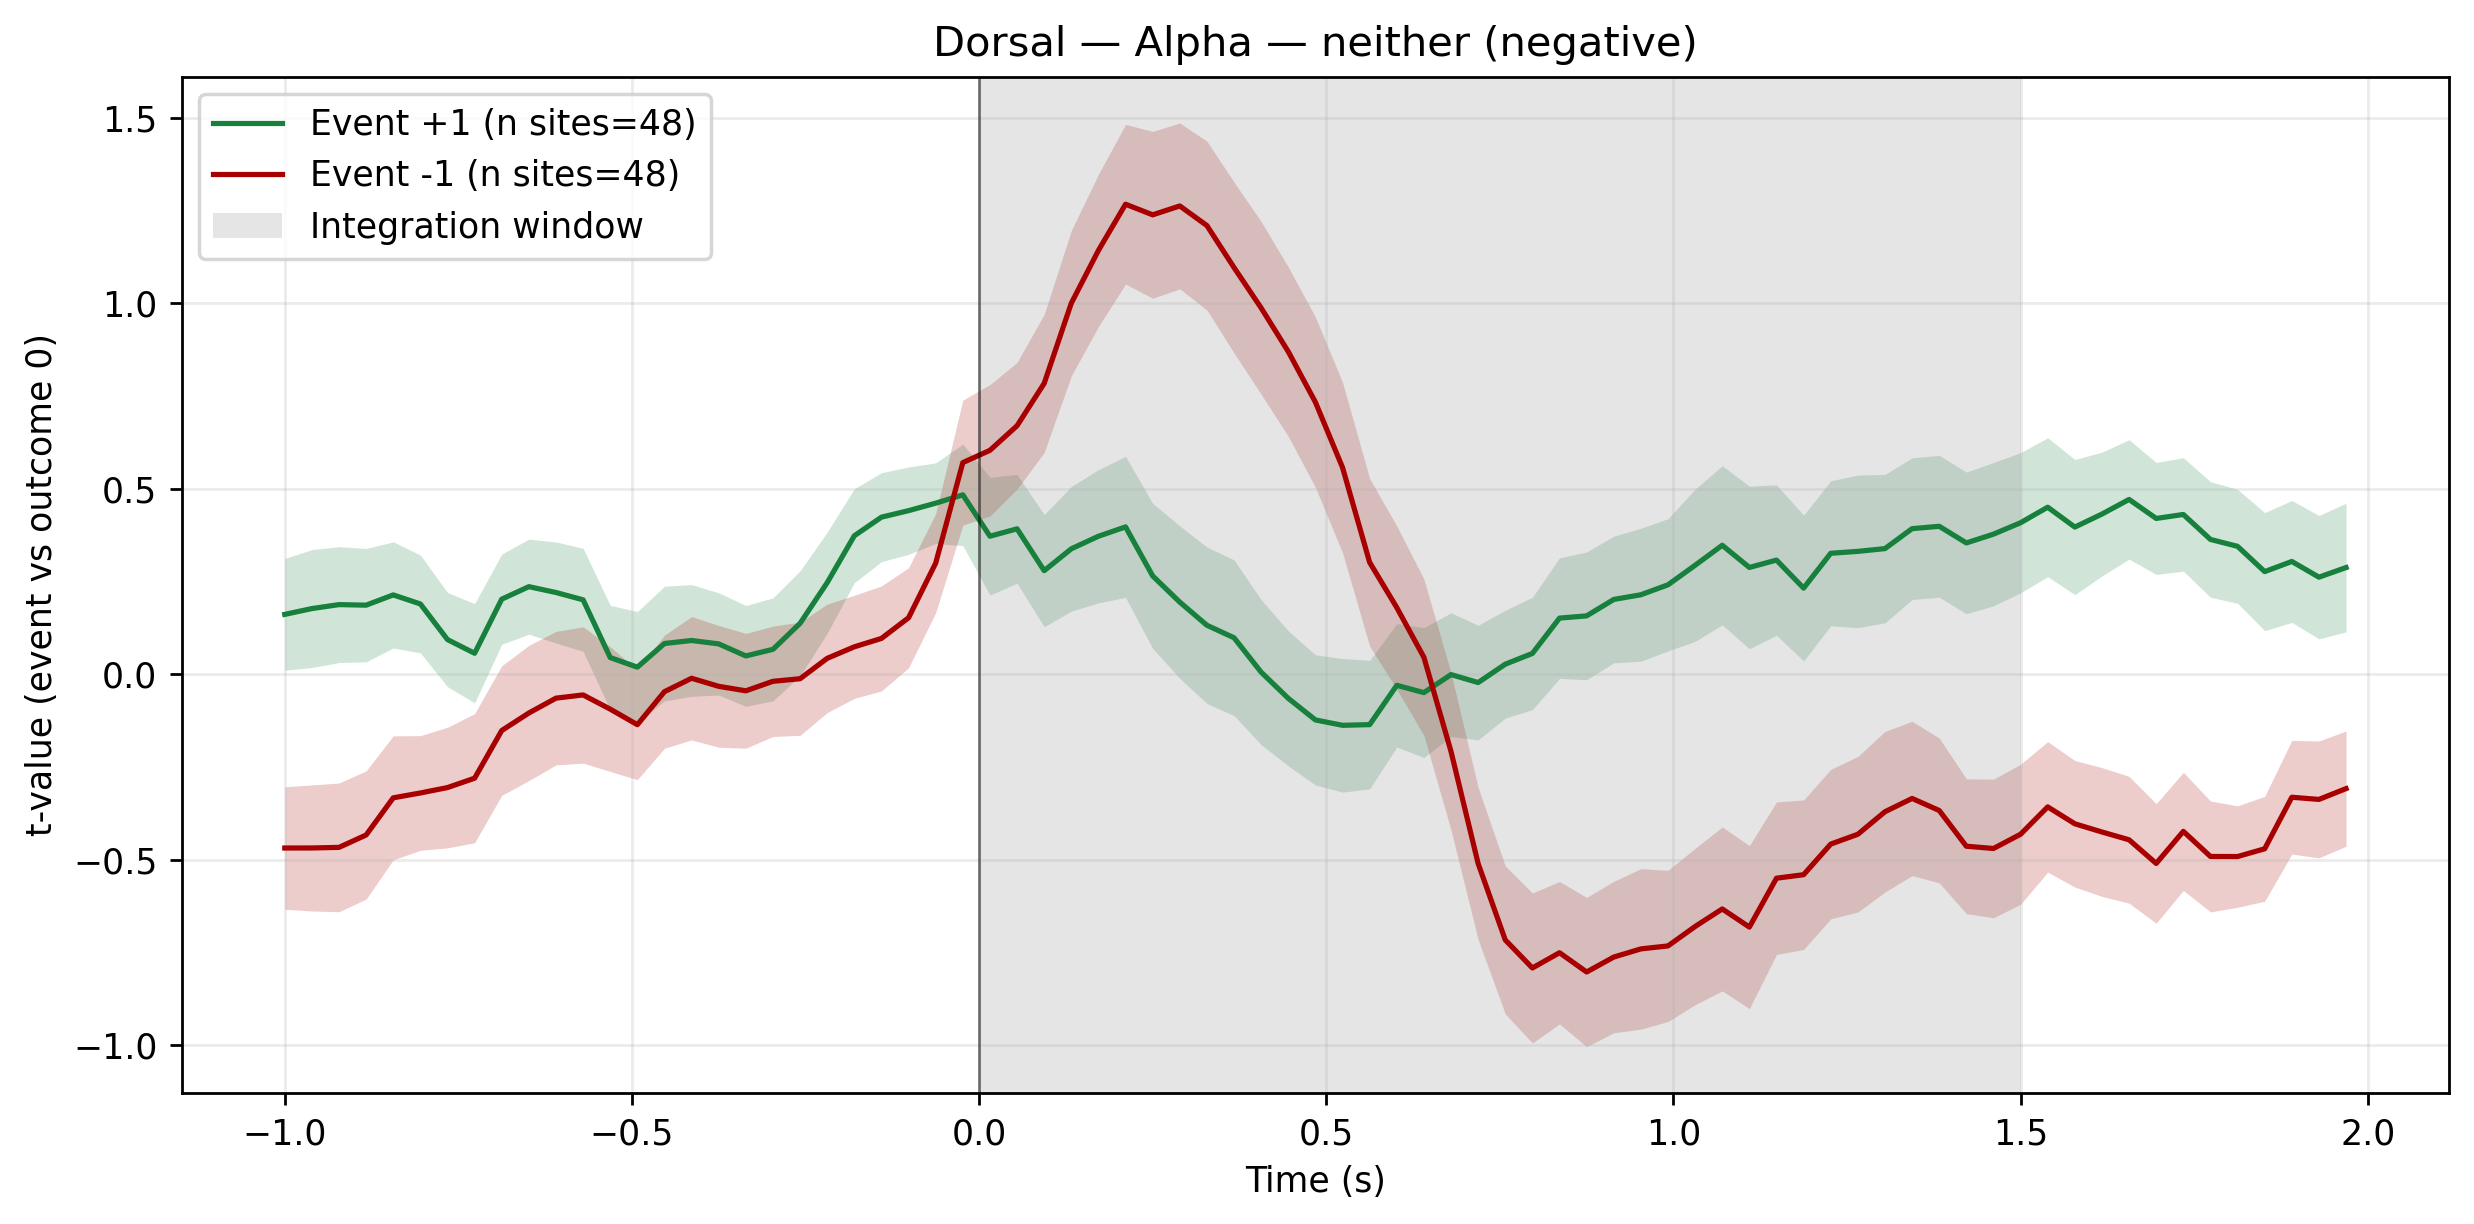 Dorsal — Alpha — neither (negative)
Event +1 (n sites=48)
Event -1 (n sites=48)
Integration window
t-value (event vs outcome 0)
1.5
1.0
0.5
0.0
−0.5
−1.0
−1.0 −0.5 0.0 0.5 1.0 1.5 2.0
Time (s)